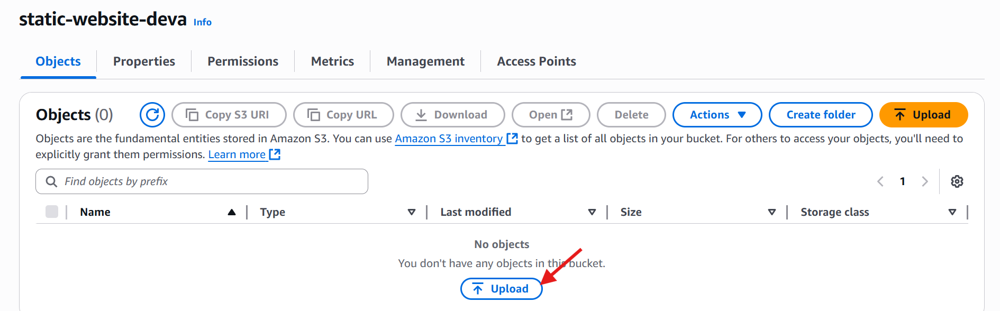 static-website-deva Info
Objects Properties Permissions Metrics Management Access Points
Objects (0) Copy S3 URI Copy URL Download Open Delete Actions Create folder Upload
Objects are the fundamental entities stored in Amazon S3. You can use Amazon S3 inventory to get a list of all objects in your bucket. For others to access your objects, you'll need to
explicitly grant them permissions. Learn more
Find objects by prefix 1
Name Type Last modified Size Storage class
No objects
You don't have any objects in this bucket.
Upload